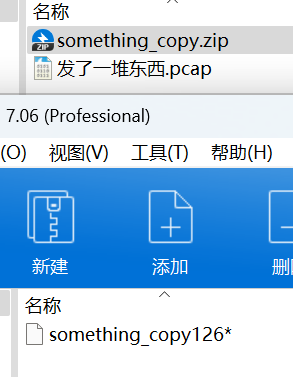 名称
something_copy.zip
发了一堆东西.pcap
7.06 (Professional)
(O) 视图(V) 工具(T) 帮助(H)
新建 添加 删
名称
something_copy126*